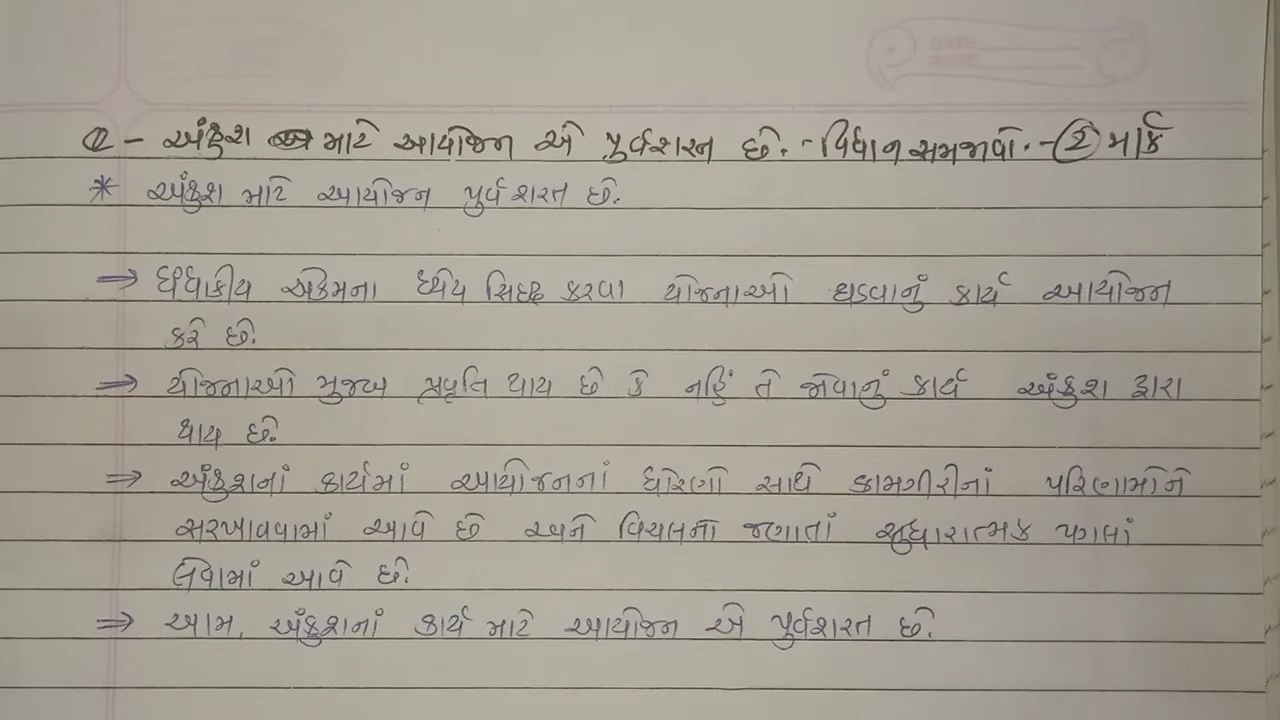 Q - અંકુશ માટે આયોજન એ પુર્વશરત છે. - વિધાન સમજાવો. - ૨ માર્ક
* અંકુશ માટે આયોજન પુર્વ શરત છે.
⇒ ધંધાકીય એકમના ધ્યેય સિધ્ધ કરવા યોજનાઓ ઘડવાનું કાર્ય આયોજન
કરે છે.
⇒ યોજનાઓ મુજબ પ્રવૃત્તિ થાય છે કે નહિં તે જોવાનું કાર્ય અંકુશ દ્વારા
થાય છે.
⇒ અંકુશનાં કાર્યમાં આયોજનનાં ધોરણો સાથે કામગીરીનાં પરિણામોને
સરખાવવામાં આવે છે અને વિચલનો જણાતાં સુધારાત્મક પગલાં
લેવામાં આવે છે.
⇒ આમ, અંકુશનાં કાર્ય માટે આયોજન એ પુર્વશરત છે.